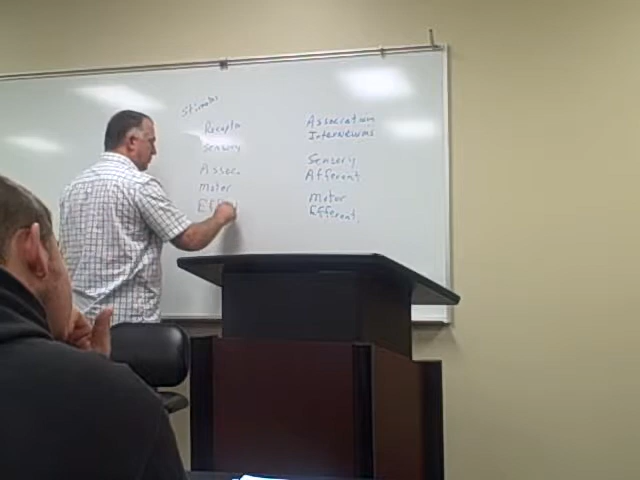 Stimulus
Receptor
Sensory
Assoc.
Motor
Association
Interneurons
Sensory
Afferent
Motor
Efferent